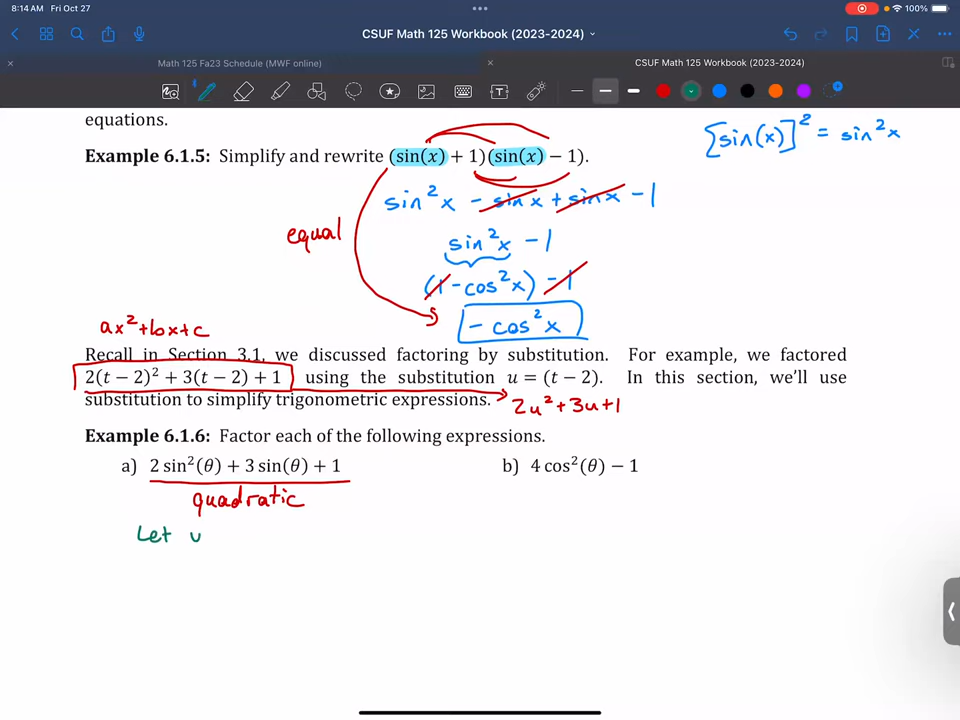 8:14 AM Fri Oct 27
100%
CSUF Math 125 Workbook (2023-2024)
Math 125 Fa23 Schedule (MWF online)
CSUF Math 125 Workbook (2023-2024)
equations.
[sin(x)]² = sin²x
Example 6.1.5: Simplify and rewrite (sin(x) + 1)(sin(x) − 1).
sin²x − sinx + sinx − 1
equal
sin²x − 1
(1 − cos²x) − 1
− cos²x
ax² + bx + c
Recall in Section 3.1, we discussed factoring by substitution. For example, we factored
2(t − 2)² + 3(t − 2) + 1 using the substitution u = (t − 2). In this section, we'll use
substitution to simplify trigonometric expressions.
2u² + 3u + 1
Example 6.1.6: Factor each of the following expressions.
a) 2 sin²(θ) + 3 sin(θ) + 1
b) 4 cos²(θ) − 1
quadratic
Let u